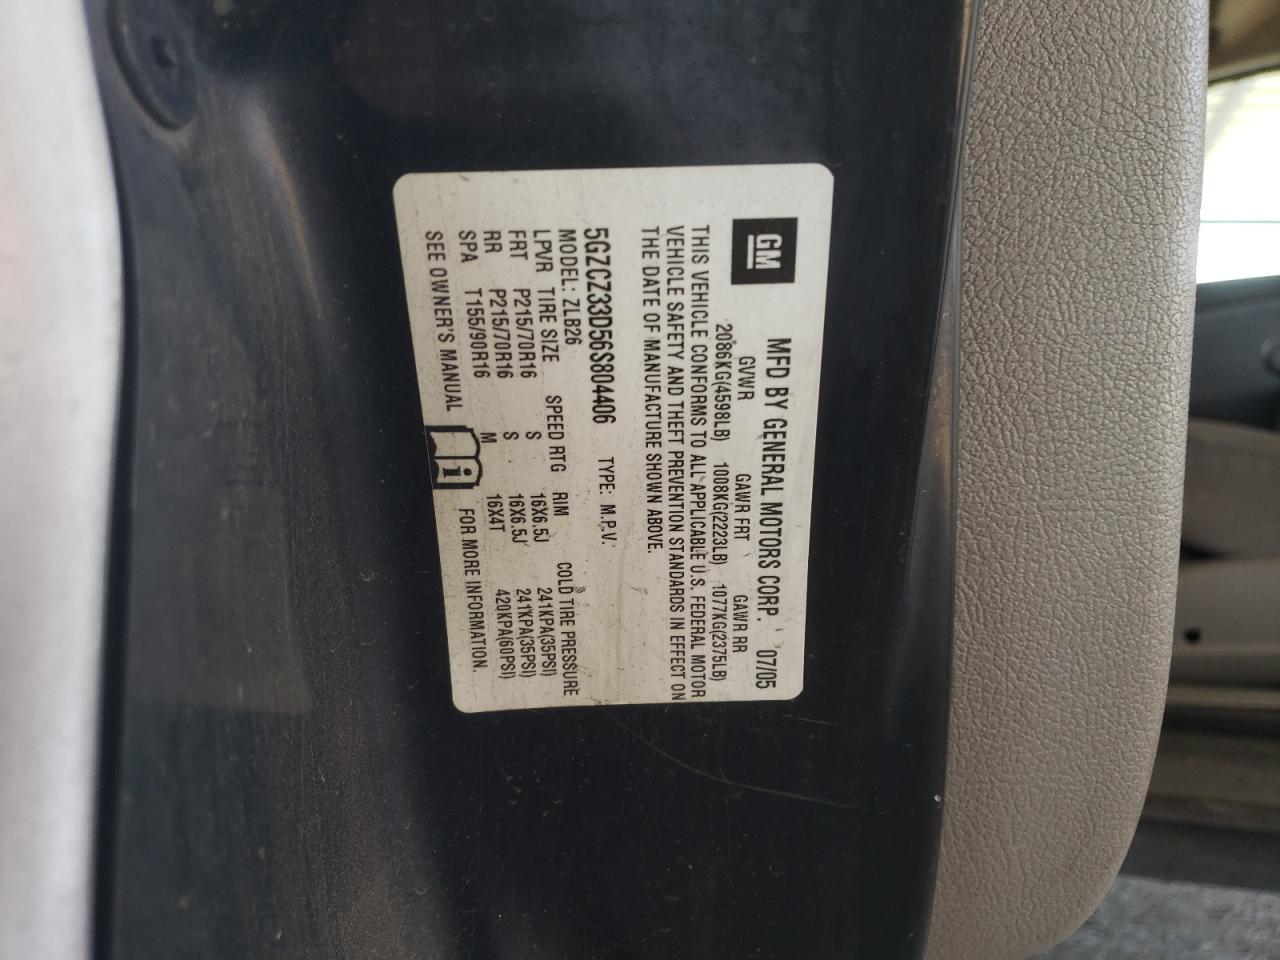 GM
MFD BY GENERAL MOTORS CORP. 07/05
GVWR GAWR FRT GAWR RR
2086KG(4598LB) 1008KG(2223LB) 1077KG(2375LB)
THIS VEHICLE CONFORMS TO ALL APPLICABLE U.S. FEDERAL MOTOR
VEHICLE SAFETY AND THEFT PREVENTION STANDARDS IN EFFECT ON
THE DATE OF MANUFACTURE SHOWN ABOVE.
5GZCZ33D56S804406 TYPE: M.P.V.
MODEL: ZLB26
LPVR TIRE SIZE SPEED RTG RIM COLD TIRE PRESSURE
FRT P215/70R16 S 16X6.5J 241KPA(35PSI)
RR P215/70R16 S 16X6.5J 241KPA(35PSI)
SPA T155/90R16 M 16X4T 420KPA(60PSI)
SEE OWNER'S MANUAL i FOR MORE INFORMATION.